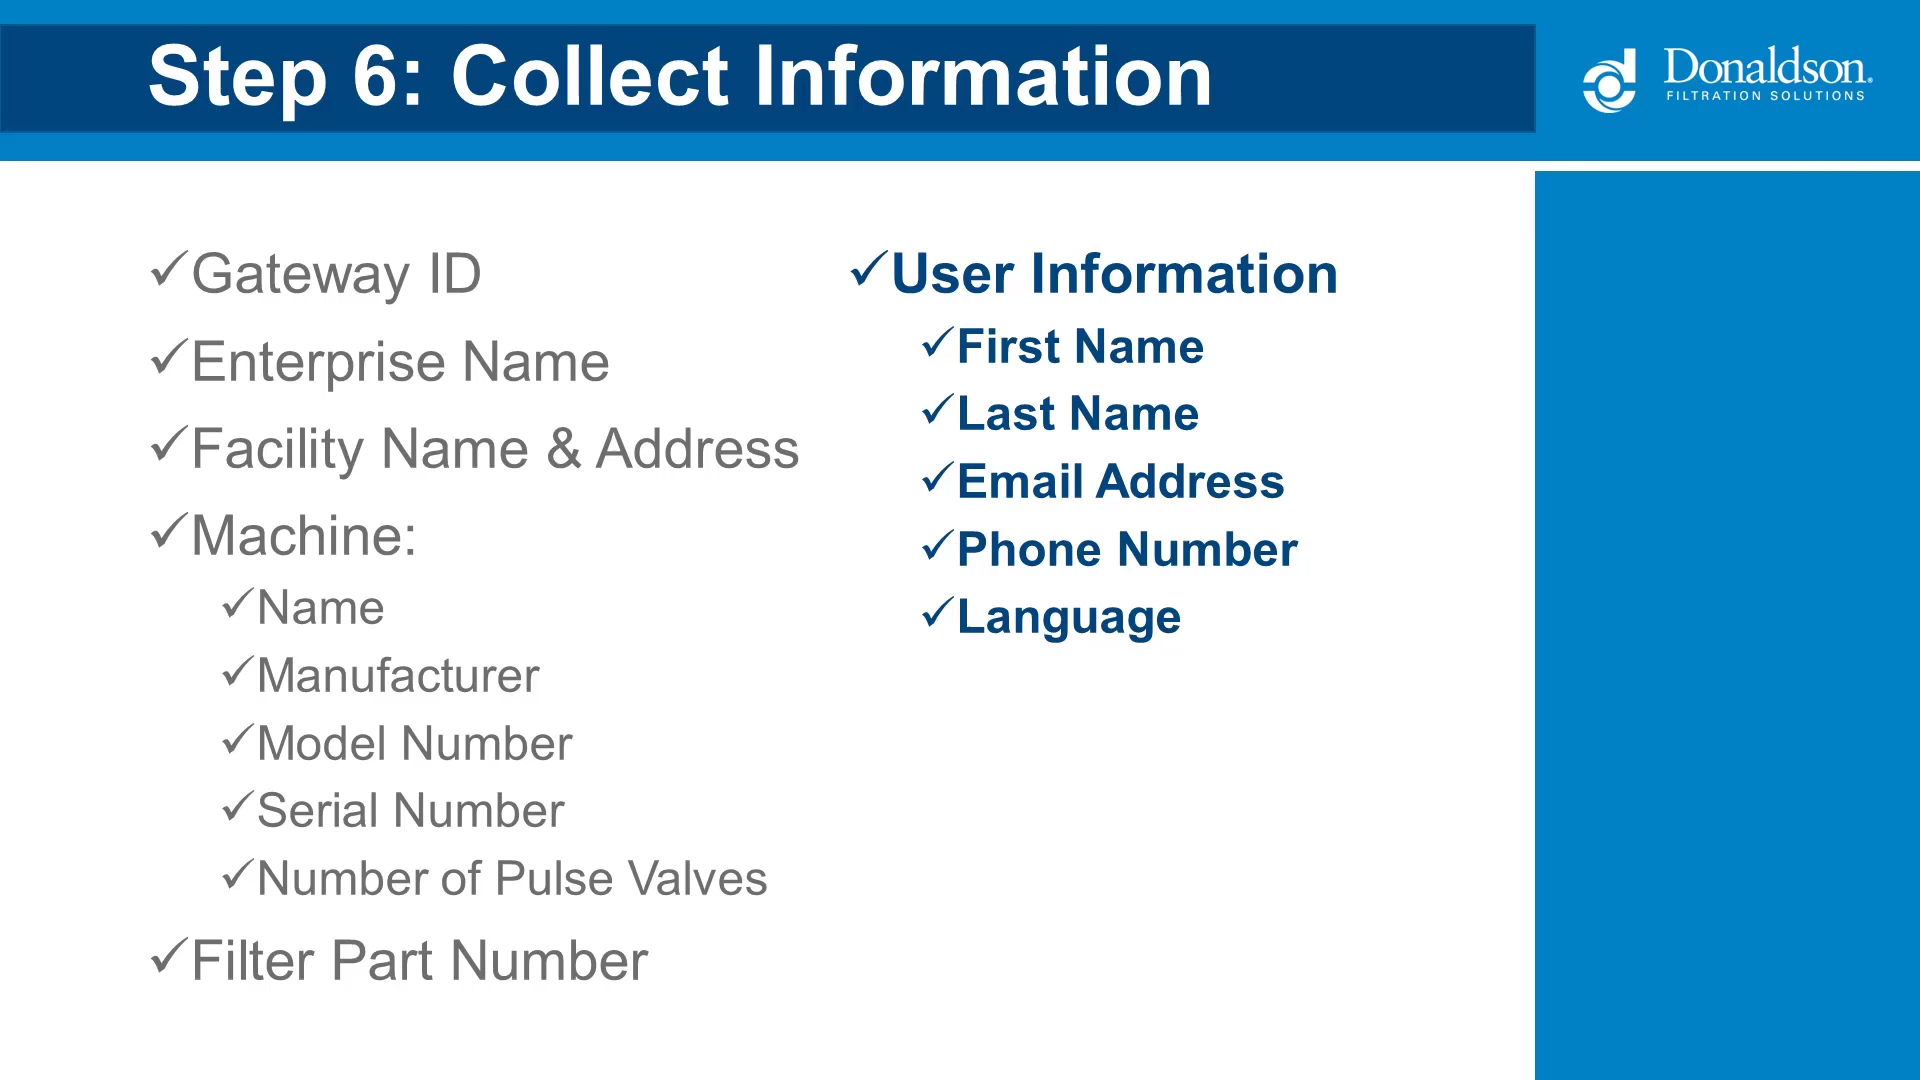 Step 6: Collect Information
Donaldson.
FILTRATION SOLUTIONS
✓Gateway ID
✓Enterprise Name
✓Facility Name & Address
✓Machine:
✓Name
✓Manufacturer
✓Model Number
✓Serial Number
✓Number of Pulse Valves
✓Filter Part Number
✓User Information
✓First Name
✓Last Name
✓Email Address
✓Phone Number
✓Language